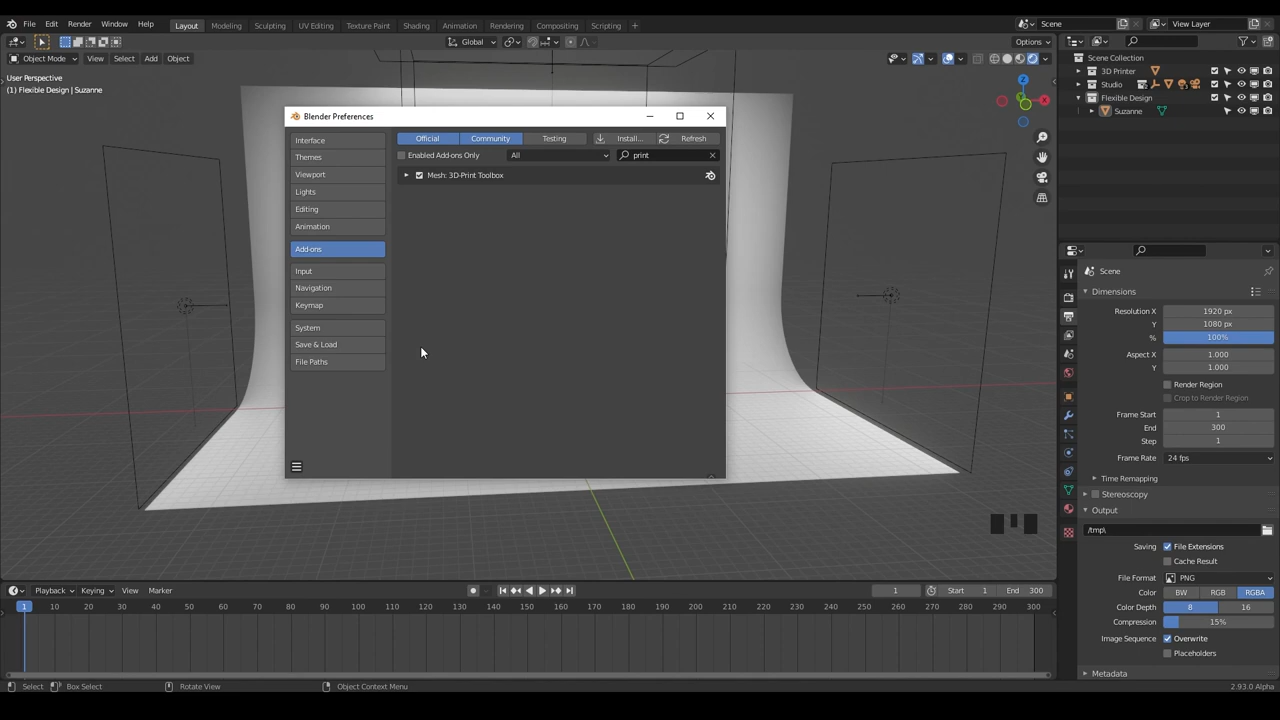 File Edit Render Window Help Layout Modeling Sculpting UV Editing Texture Paint Shading Animation Rendering Compositing Scripting + Scene View Layer
Global Options
Object Mode View Select Add Object
User Perspective
(1) Flexible Design | Suzanne
Scene Collection
3D Printer
Studio
Flexible Design
Suzanne
Z
Y
X
Blender Preferences
Interface
Themes
Viewport
Lights
Editing
Animation
Add-ons
Input
Navigation
Keymap
System
Save & Load
File Paths
Official Community Testing Install... Refresh
Enabled Add-ons Only All print
Mesh: 3D-Print Toolbox
Scene
Dimensions
Resolution X 1920 px
Y 1080 px
% 100%
Aspect X 1.000
Y 1.000
Render Region
Crop to Render Region
Frame Start 1
End 300
Step 1
Frame Rate 24 fps
Time Remapping
Stereoscopy
Output
/tmp\
Saving File Extensions
Cache Result
File Format PNG
Color BW RGB RGBA
Color Depth 8 16
Compression 15%
Image Sequence Overwrite
Placeholders
Metadata
Playback Keying View Marker 1 Start 1 End 300
1 10 20 30 40 50 60 70 80 90 100 110 120 130 140 150 160 170 180 190 200 210 220 230 240 250 260 270 280 290 300
Select Box Select Rotate View Object Context Menu 2.93.0 Alpha